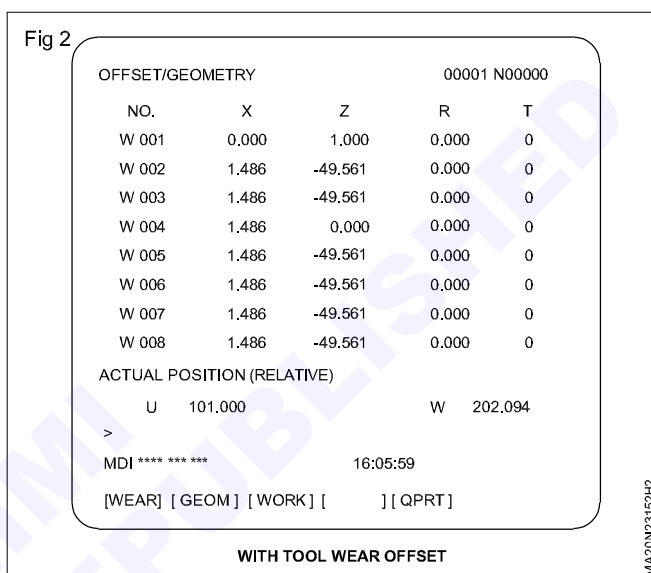 Fig 2
OFFSET/GEOMETRY 00001 N00000
NO. X Z R T
W 001 0.000 1.000 0.000 0
W 002 1.486 -49.561 0.000 0
W 003 1.486 -49.561 0.000 0
W 004 1.486 0.000 0.000 0
W 005 1.486 -49.561 0.000 0
W 006 1.486 -49.561 0.000 0
W 007 1.486 -49.561 0.000 0
W 008 1.486 -49.561 0.000 0
ACTUAL POSITION (RELATIVE)
U 101.000 W 202.094
>
MDI **** *** *** 16:05:59
[WEAR] [ GEOM ] [ WORK ] [ ] [ QPRT ]
WITH TOOL WEAR OFFSET
MA20N23152H2